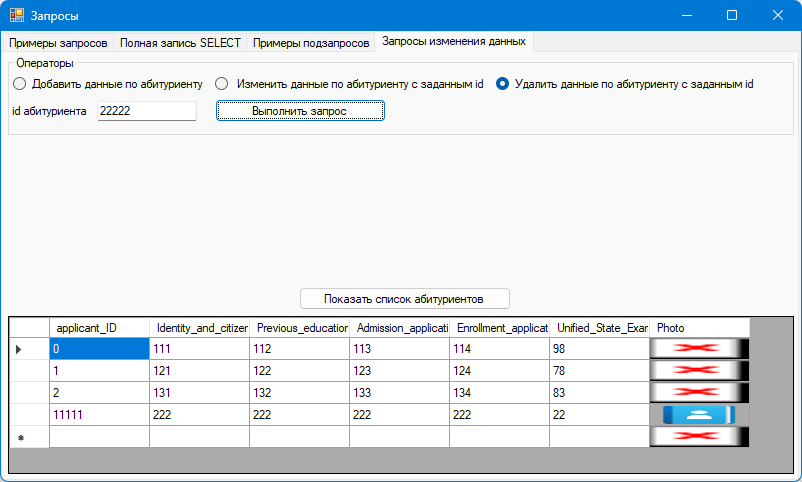 Запросы
Примеры запросов Полная запись SELECT Примеры подзапросов Запросы изменения данных
Операторы
Добавить данные по абитуриенту Изменить данные по абитуриенту с заданным id Удалить данные по абитуриенту с заданным id
id абитуриента 22222 Выполнить запрос
Показать список абитуриентов
applicant_ID Identity_and_citizer Previous_educatior Admission_applicati Enrollment_applicat Unified_State_Exar Photo
0 111 112 113 114 98
1 121 122 123 124 78
2 131 132 133 134 83
11111 222 222 222 222 22